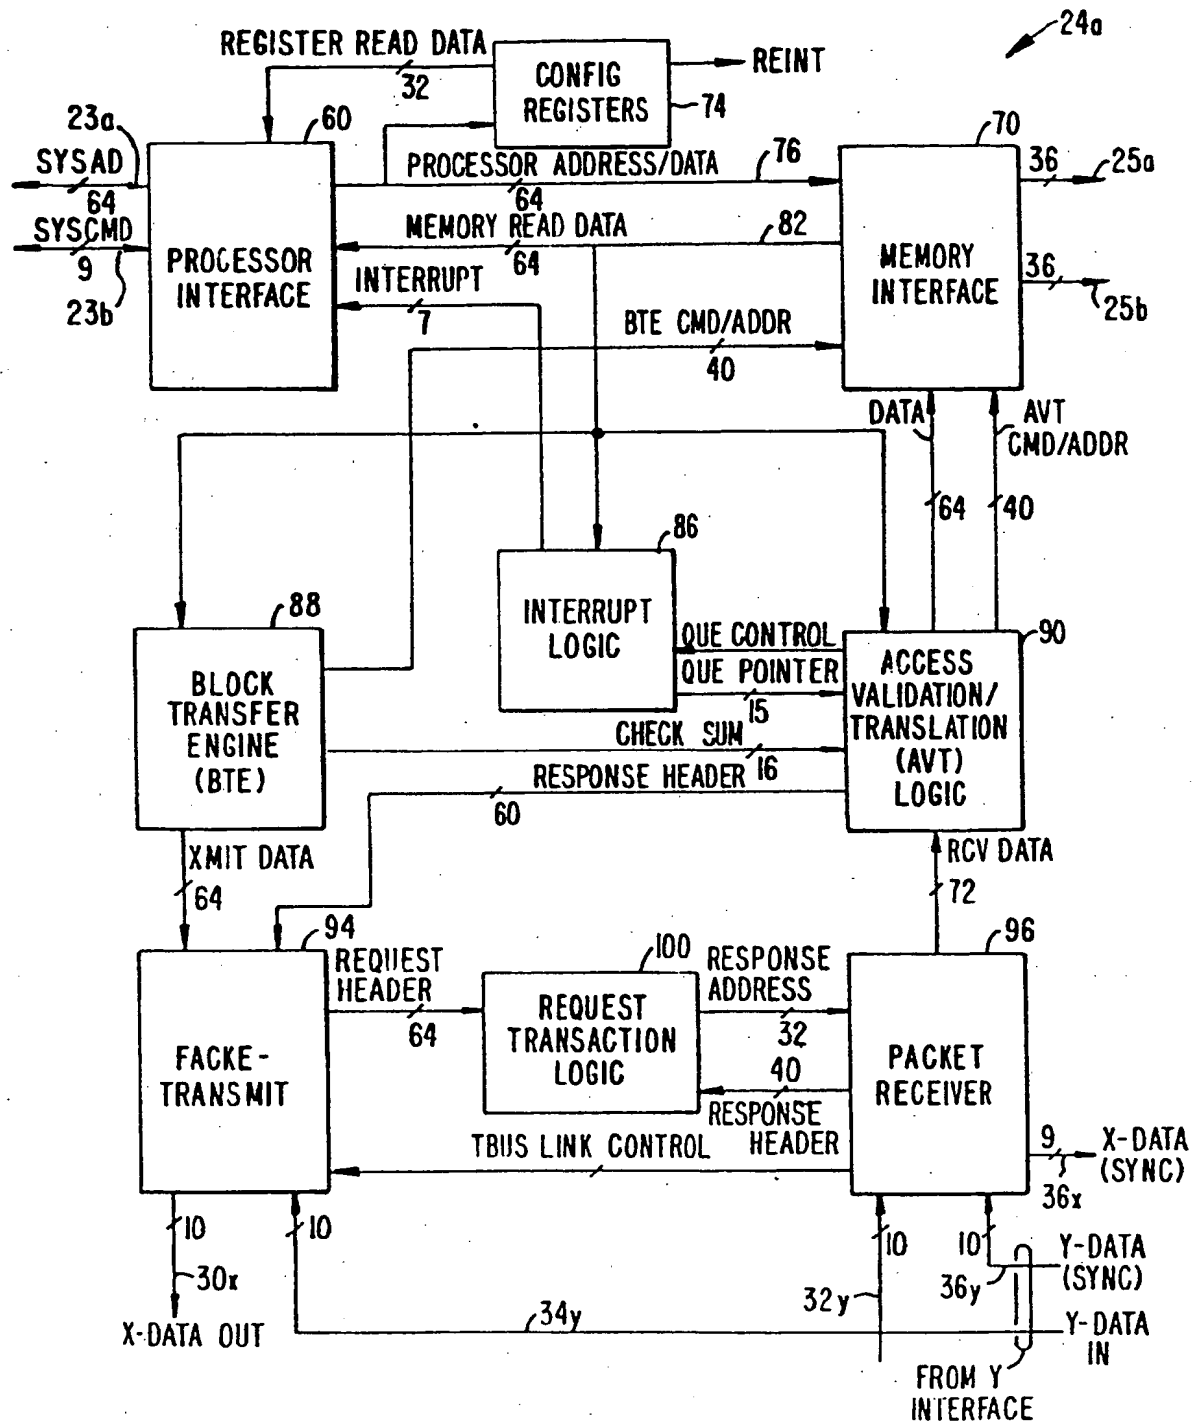 24a
REGISTER READ DATA
32
CONFIG
REGISTERS
74
REINT
23a
SYSAD
64
SYSCMD
9
23b
60
PROCESSOR
INTERFACE
PROCESSOR ADDRESS/DATA
64
76
MEMORY READ DATA
64
82
INTERRUPT
7
BTE CMD/ADDR
40
70
MEMORY
INTERFACE
36
25a
36
25b
DATA
64
AVT
CMD/ADDR
40
86
INTERRUPT
LOGIC
88
BLOCK
TRANSFER
ENGINE
(BTE)
QUE CONTROL
QUE POINTER
15
CHECK SUM
16
RESPONSE HEADER
60
90
ACCESS
VALIDATION/
TRANSLATION
(AVT)
LOGIC
XMIT DATA
64
RCV DATA
72
94
FACKE-
TRANSMIT
REQUEST
HEADER
64
100
REQUEST
TRANSACTION
LOGIC
RESPONSE
ADDRESS
32
40
RESPONSE
HEADER
TBUS LINK CONTROL
96
PACKET
RECEIVER
9
X-DATA
(SYNC)
36x
10
30x
X-DATA OUT
10
34y
10
32y
10
36y
Y-DATA
(SYNC)
Y-DATA
IN
FROM Y
INTERFACE